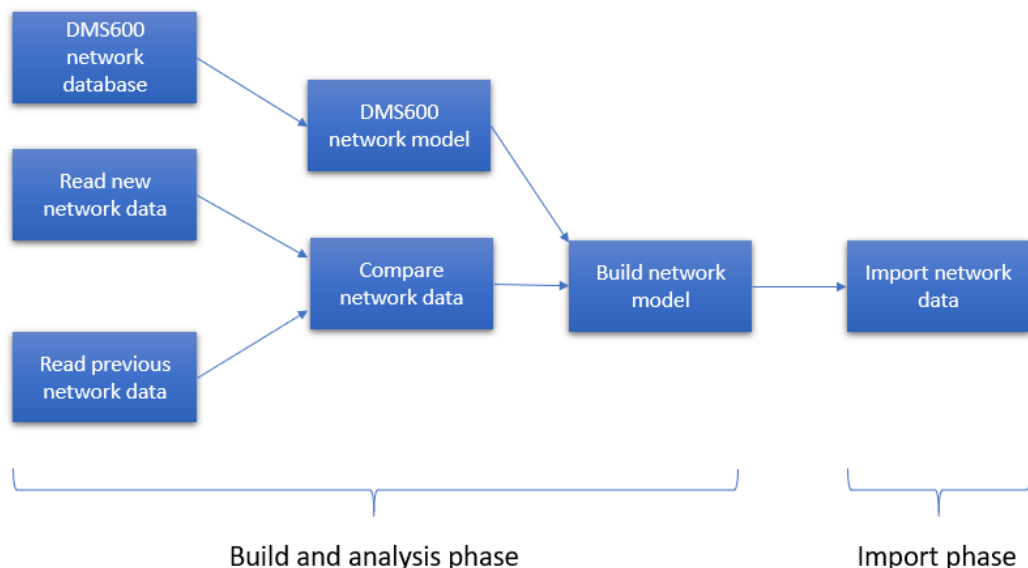 DMS600
network
database
DMS600
network model
Read new
network data
Compare
network data
Build network
model
Import network
data
Read previous
network data
Build and analysis phase
Import phase